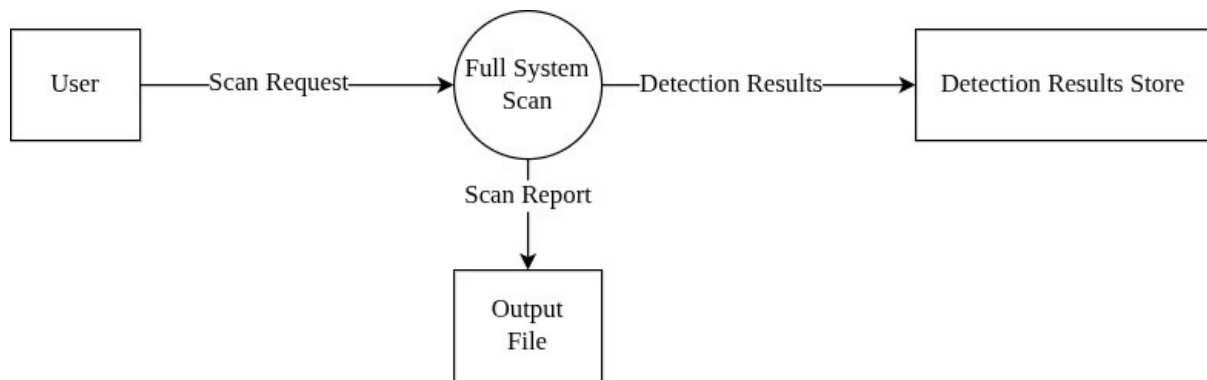 User
Scan Request
Full System
Scan
Detection Results
Detection Results Store
Scan Report
Output
File